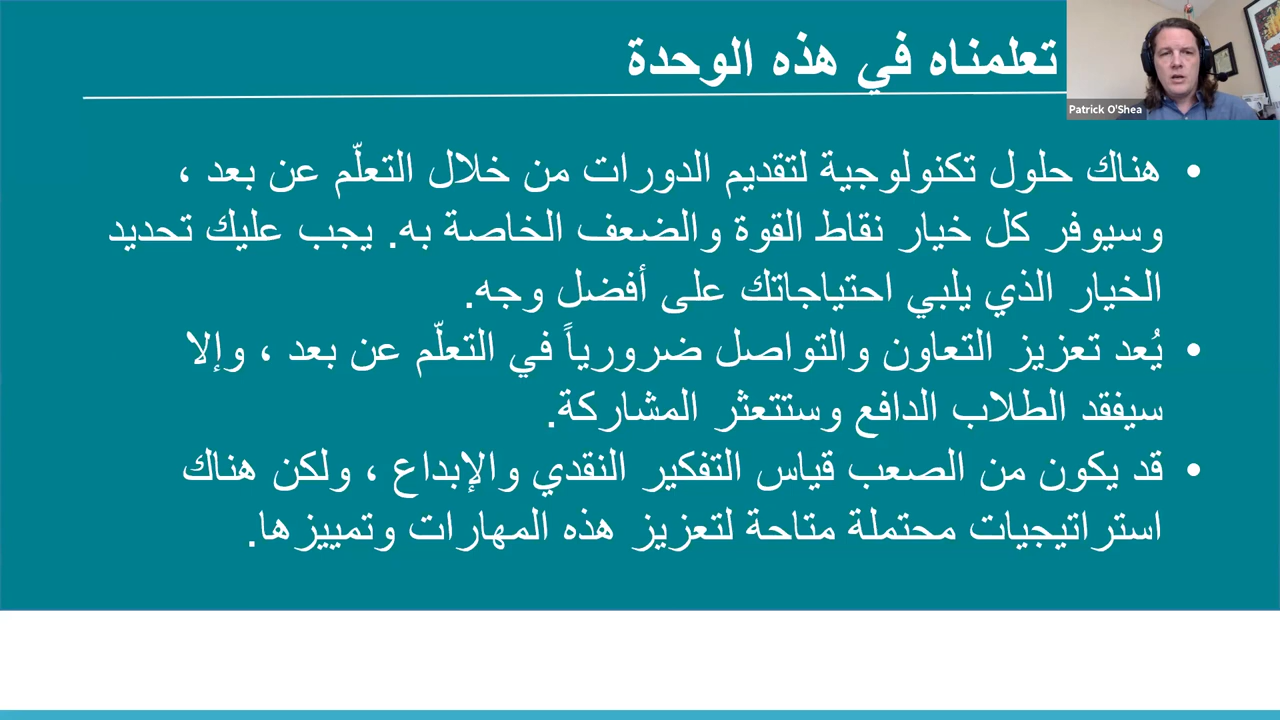 تعلمناه في هذه الوحدة
Patrick O'Shea
• هناك حلول تكنولوجية لتقديم الدورات من خلال التعلّم عن بعد ،
وسيوفر كل خيار نقاط القوة والضعف الخاصة به. يجب عليك تحديد
الخيار الذي يلبي احتياجاتك على أفضل وجه.
• يُعد تعزيز التعاون والتواصل ضرورياً في التعلّم عن بعد ، وإلا
سيفقد الطلاب الدافع وستتعثر المشاركة.
• قد يكون من الصعب قياس التفكير النقدي والإبداع ، ولكن هناك
استراتيجيات محتملة متاحة لتعزيز هذه المهارات وتمييزها.